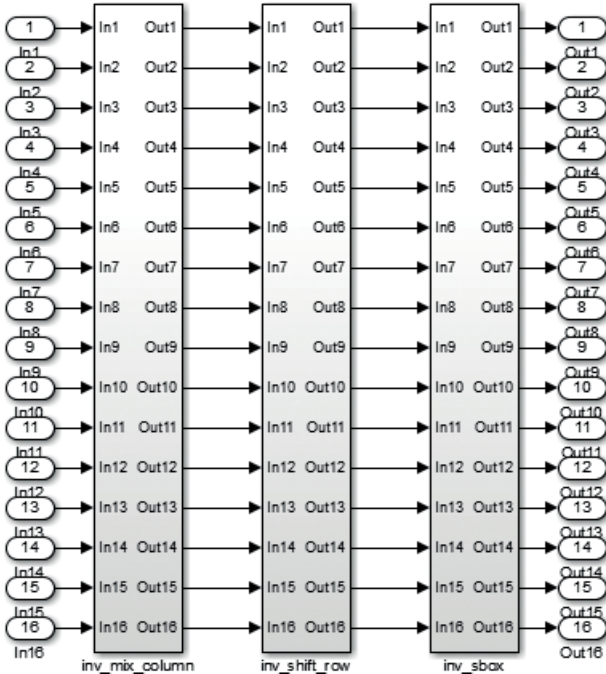 1 In1 Out1 In1 Out1 In1 Out1 1
In1 Out1
2 In2 Out2 In2 Out2 In2 Out2 2
In2 Out2
3 In3 Out3 In3 Out3 In3 Out3 3
In3 Out3
4 In4 Out4 In4 Out4 In4 Out4 4
In4 Out4
5 In5 Out5 In5 Out5 In5 Out5 5
In5 Out5
6 In6 Out6 In6 Out6 In6 Out6 6
In6 Out6
7 In7 Out7 In7 Out7 In7 Out7 7
In7 Out7
8 In8 Out8 In8 Out8 In8 Out8 8
In8 Out8
9 In9 Out9 In9 Out9 In9 Out9 9
In9 Out9
10 In10 Out10 In10 Out10 In10 Out10 10
In10 Out10
11 In11 Out11 In11 Out11 In11 Out11 11
In11 Out11
12 In12 Out12 In12 Out12 In12 Out12 12
In12 Out12
13 In13 Out13 In13 Out13 In13 Out13 13
In13 Out13
14 In14 Out14 In14 Out14 In14 Out14 14
In14 Out14
15 In15 Out15 In15 Out15 In15 Out15 15
In15 Out15
16 In16 Out16 In16 Out16 In16 Out16 16
In16 Out16
inv_mix_column inv_shift_row inv_sbox